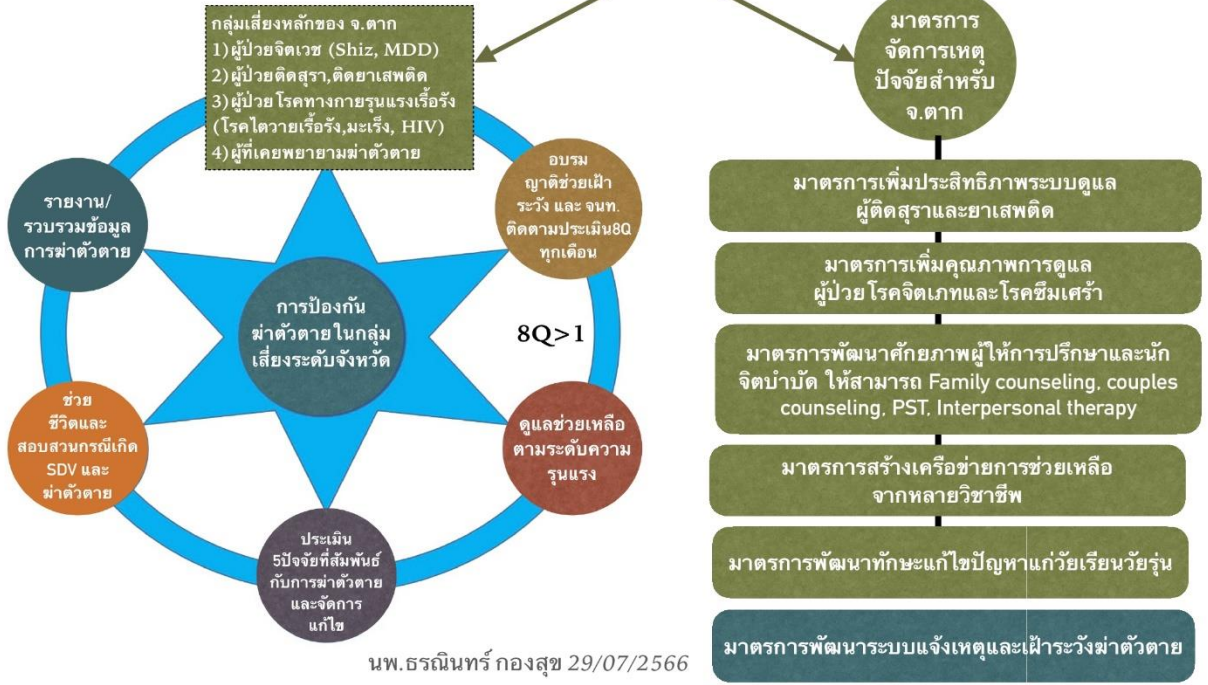 กลุ่มเสี่ยงหลักของ จ.ตาก
1)ผู้ป่วยจิตเวช (Shiz, MDD)
2)ผู้ป่วยติดสุรา,ติดยาเสพติด
3)ผู้ป่วยโรคทางกายรุนแรงเรื้อรัง
(โรคไตวายเรื้อรัง,มะเร็ง, HIV)
4)ผู้ที่เคยพยายามฆ่าตัวตาย
อบรม
ญาติช่วยเฝ้า
ระวัง และ จนท.
ติดตามประเมิน8Q
ทุกเดือน
8Q>1
ดูแลช่วยเหลือ
ตามระดับความ
รุนแรง
ประเมิน
5ปัจจัยที่สัมพันธ์
กับการฆ่าตัวตาย
และจัดการ
แก้ไข
ช่วย
ชีวิตและ
สอบสวนกรณีเกิด
SDV และ
ฆ่าตัวตาย
รายงาน/
รวบรวมข้อมูล
การฆ่าตัวตาย
การป้องกัน
ฆ่าตัวตายในกลุ่ม
เสี่ยงระดับจังหวัด
มาตรการ
จัดการเหตุ
ปัจจัยสำหรับ
จ.ตาก
มาตรการเพิ่มประสิทธิภาพระบบดูแล
ผู้ติดสุราและยาเสพติด
มาตรการเพิ่มคุณภาพการดูแล
ผู้ป่วยโรคจิตเภทและโรคซึมเศร้า
มาตรการพัฒนาศักยภาพผู้ให้การปรึกษาและนัก
จิตบำบัด ให้สามารถ Family counseling, couples
counseling, PST, Interpersonal therapy
มาตรการสร้างเครือข่ายการช่วยเหลือ
จากหลายวิชาชีพ
มาตรการพัฒนาทักษะแก้ไขปัญหาแก่วัยเรียนวัยรุ่น
มาตรการพัฒนาระบบแจ้งเหตุและเฝ้าระวังฆ่าตัวตาย
นพ.ธรณินทร์ กองสุข 29/07/2566